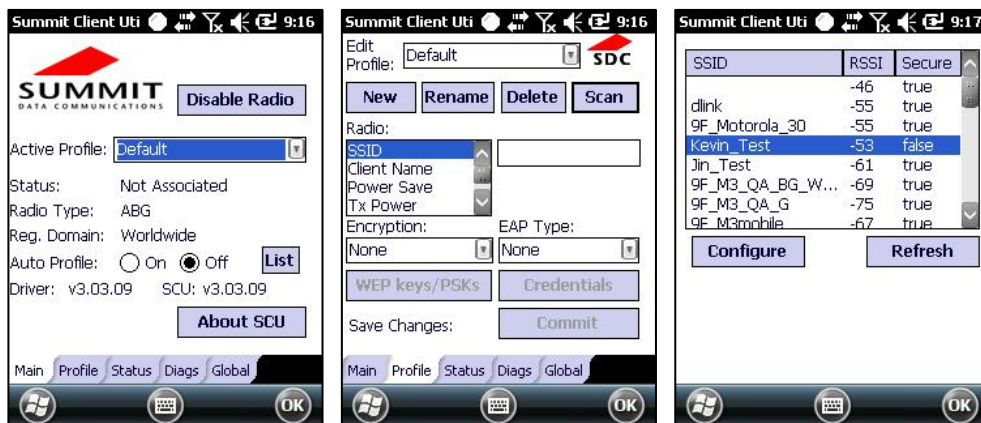 Summit Client Uti 9:16
SUMMIT
DATA COMMUNICATIONS
Disable Radio
Active Profile: Default
Status: Not Associated
Radio Type: ABG
Reg. Domain: Worldwide
Auto Profile: On Off List
Driver: v3.03.09 SCU: v3.03.09
About SCU
Main Profile Status Diags Global
OK
Summit Client Uti 9:16
Edit Profile: Default
SDC
New Rename Delete Scan
Radio:
SSID
Client Name
Power Save
Tx Power
Encryption: EAP Type:
None None
WEP keys/PSKs Credentials
Save Changes: Commit
Main Profile Status Diags Global
OK
Summit Client Uti 9:17
SSID RSSI Secure
-46 true
dlink -55 true
9F_Motorola_30 -55 true
Kevin_Test -53 false
Jin_Test -61 true
9F_M3_QA_BG_W... -69 true
9F_M3_QA_G -75 true
9F_M3mobile -67 true
Configure Refresh
OK